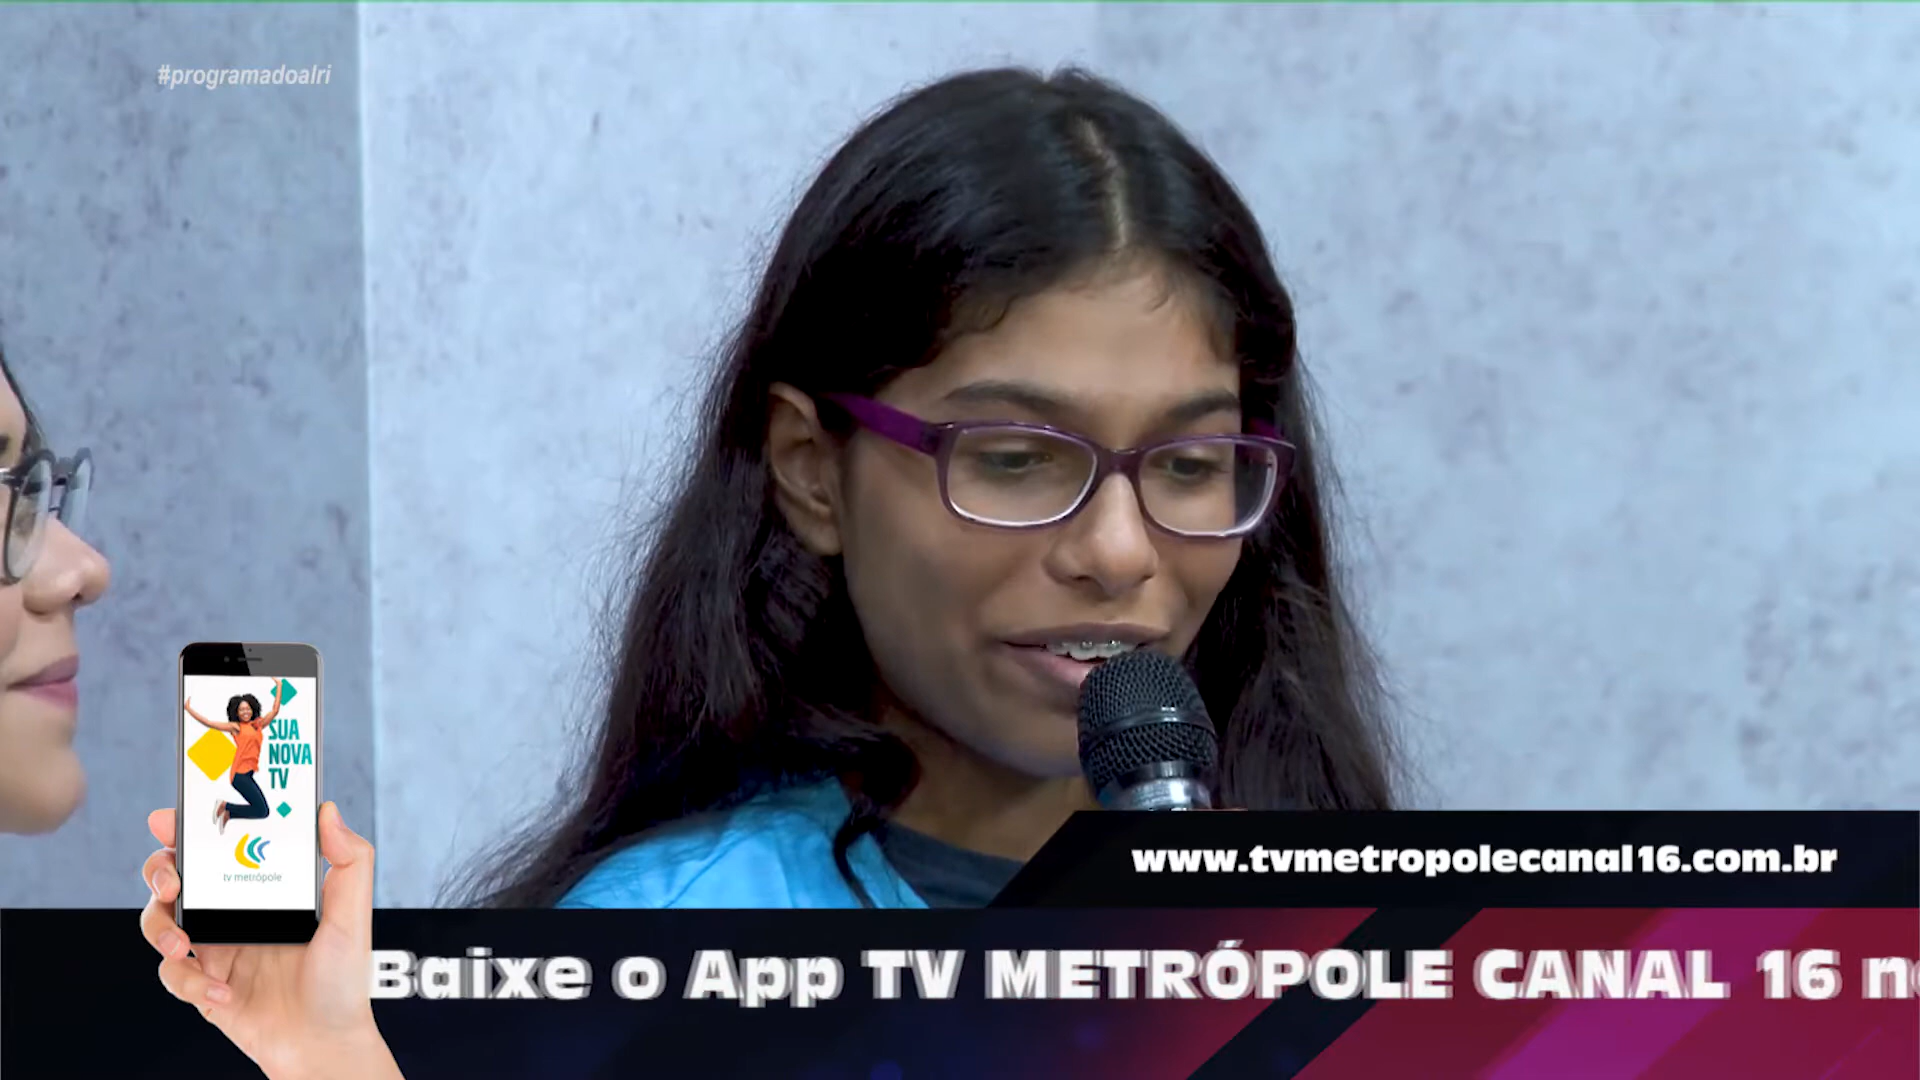 #programadoalri
SUA
NOVA
TV
tv metrópole
www.tvmetropolecanal16.com.br
Baixe o App TV METRÓPOLE CANAL 16